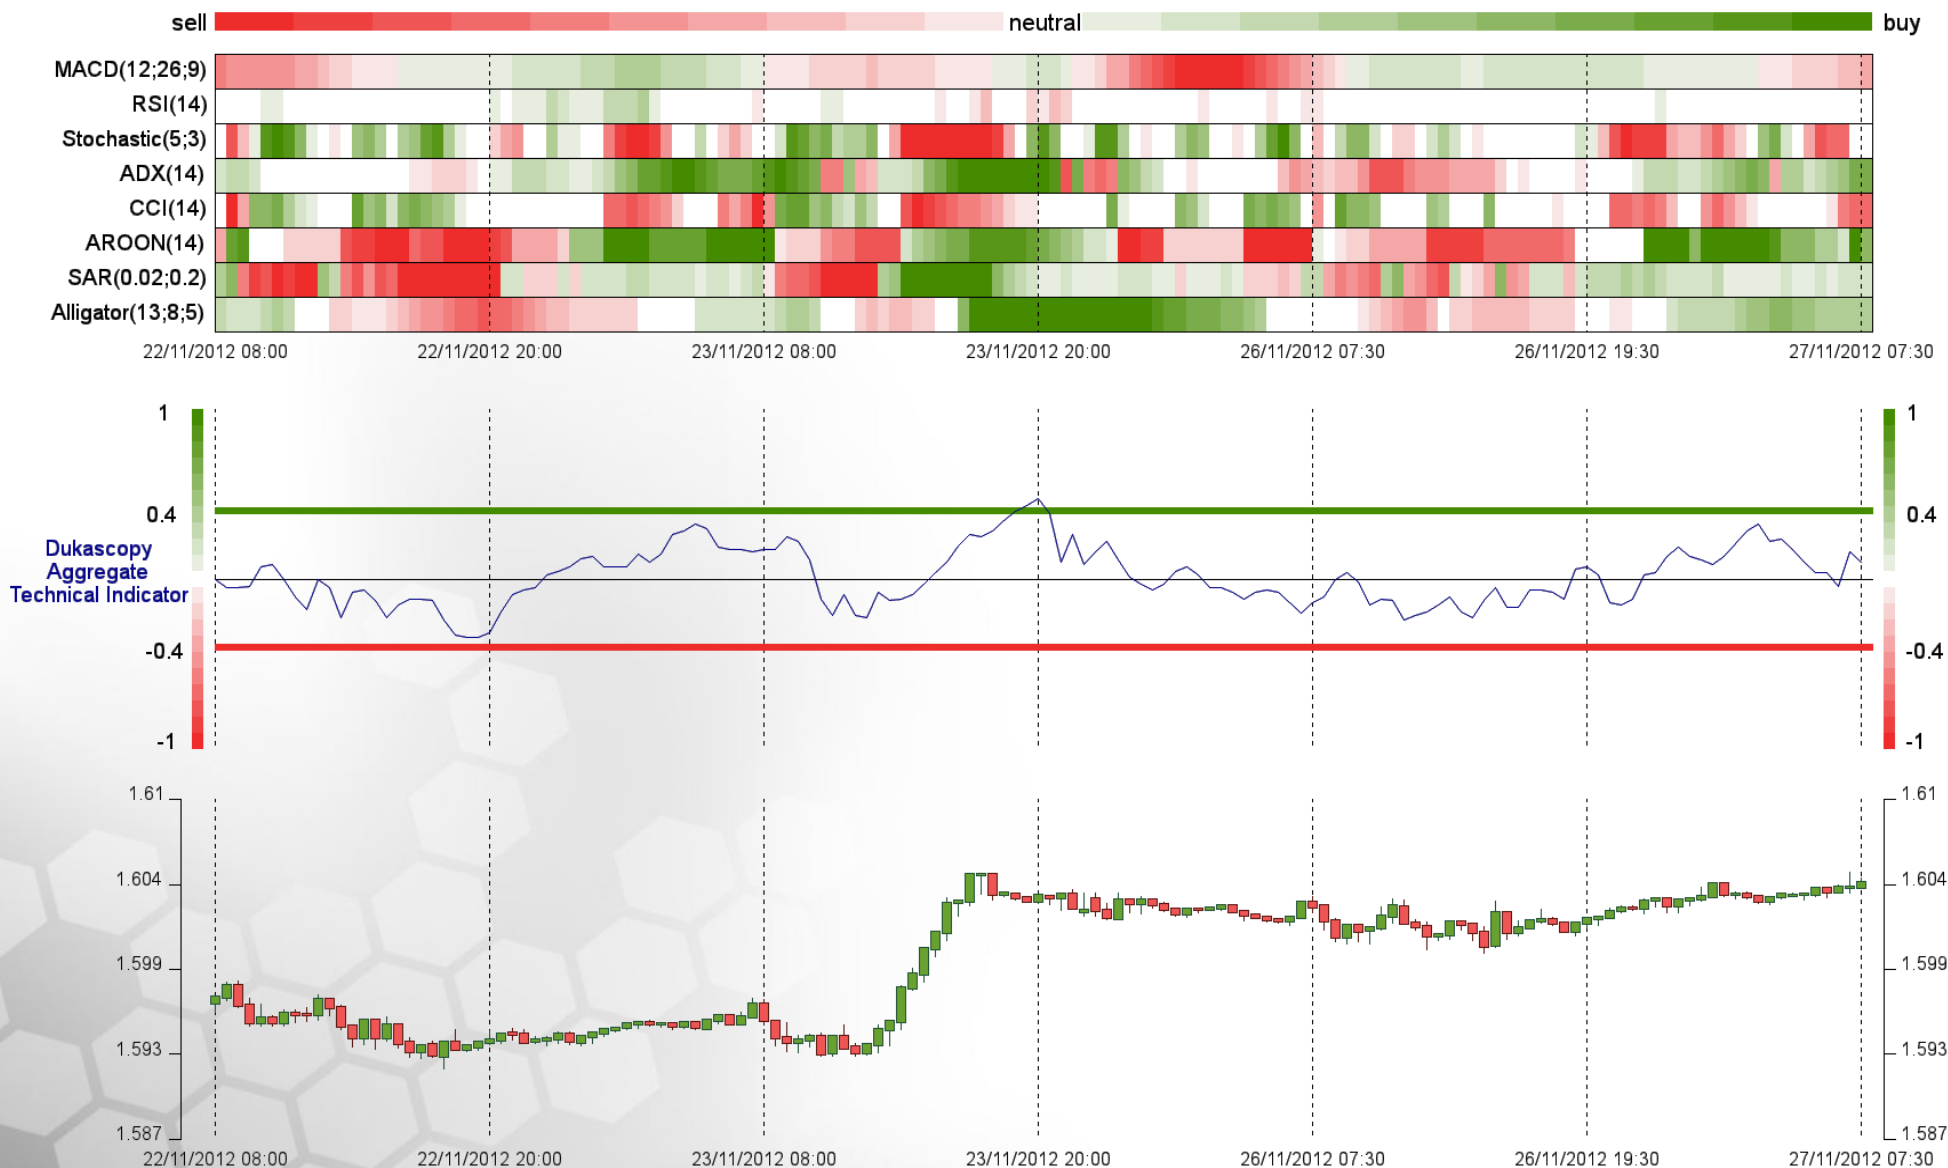 sell neutral buy
MACD(12;26;9)
RSI(14)
Stochastic(5;3)
ADX(14)
CCI(14)
AROON(14)
SAR(0.02;0.2)
Alligator(13;8;5)
22/11/2012 08:00 22/11/2012 20:00 23/11/2012 08:00 23/11/2012 20:00 26/11/2012 07:30 26/11/2012 19:30 27/11/2012 07:30
1 1
0.4 0.4
Dukascopy
Aggregate
Technical Indicator
-0.4 -0.4
-1 -1
1.61 1.61
1.604 1.604
1.599 1.599
1.593 1.593
1.587 1.587
22/11/2012 08:00 22/11/2012 20:00 23/11/2012 08:00 23/11/2012 20:00 26/11/2012 07:30 26/11/2012 19:30 27/11/2012 07:30